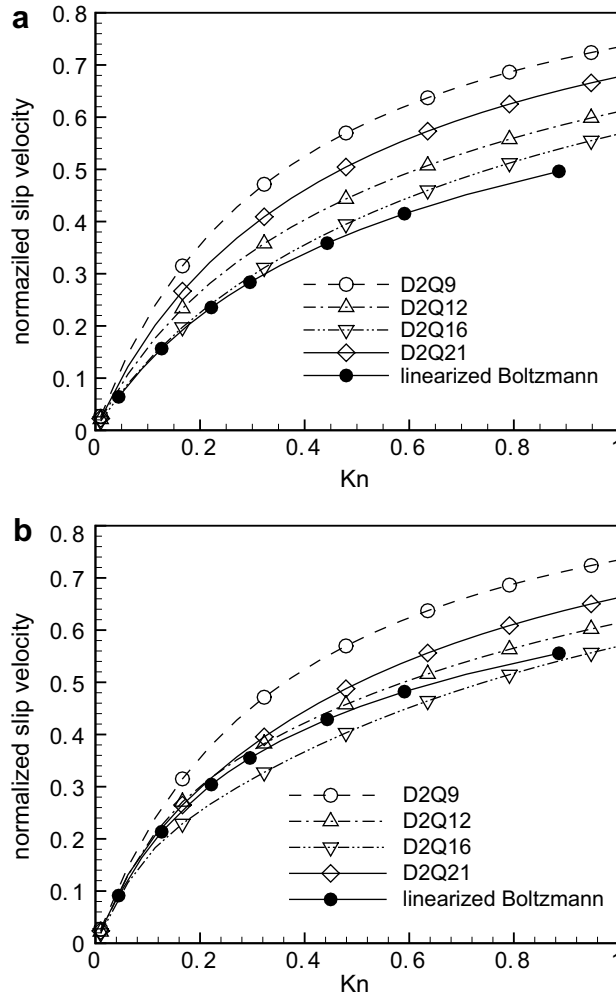 a
0.8
0.7
0.6
0.5
0.4
0.3
0.2
0.1
0
normaziled slip velocity
D2Q9
D2Q12
D2Q16
D2Q21
linearized Boltzmann
0 0.2 0.4 0.6 0.8 1
Kn
b
0.8
0.7
0.6
0.5
0.4
0.3
0.2
0.1
0
normalized slip velocity
D2Q9
D2Q12
D2Q16
D2Q21
linearized Boltzmann
0 0.2 0.4 0.6 0.8 1
Kn